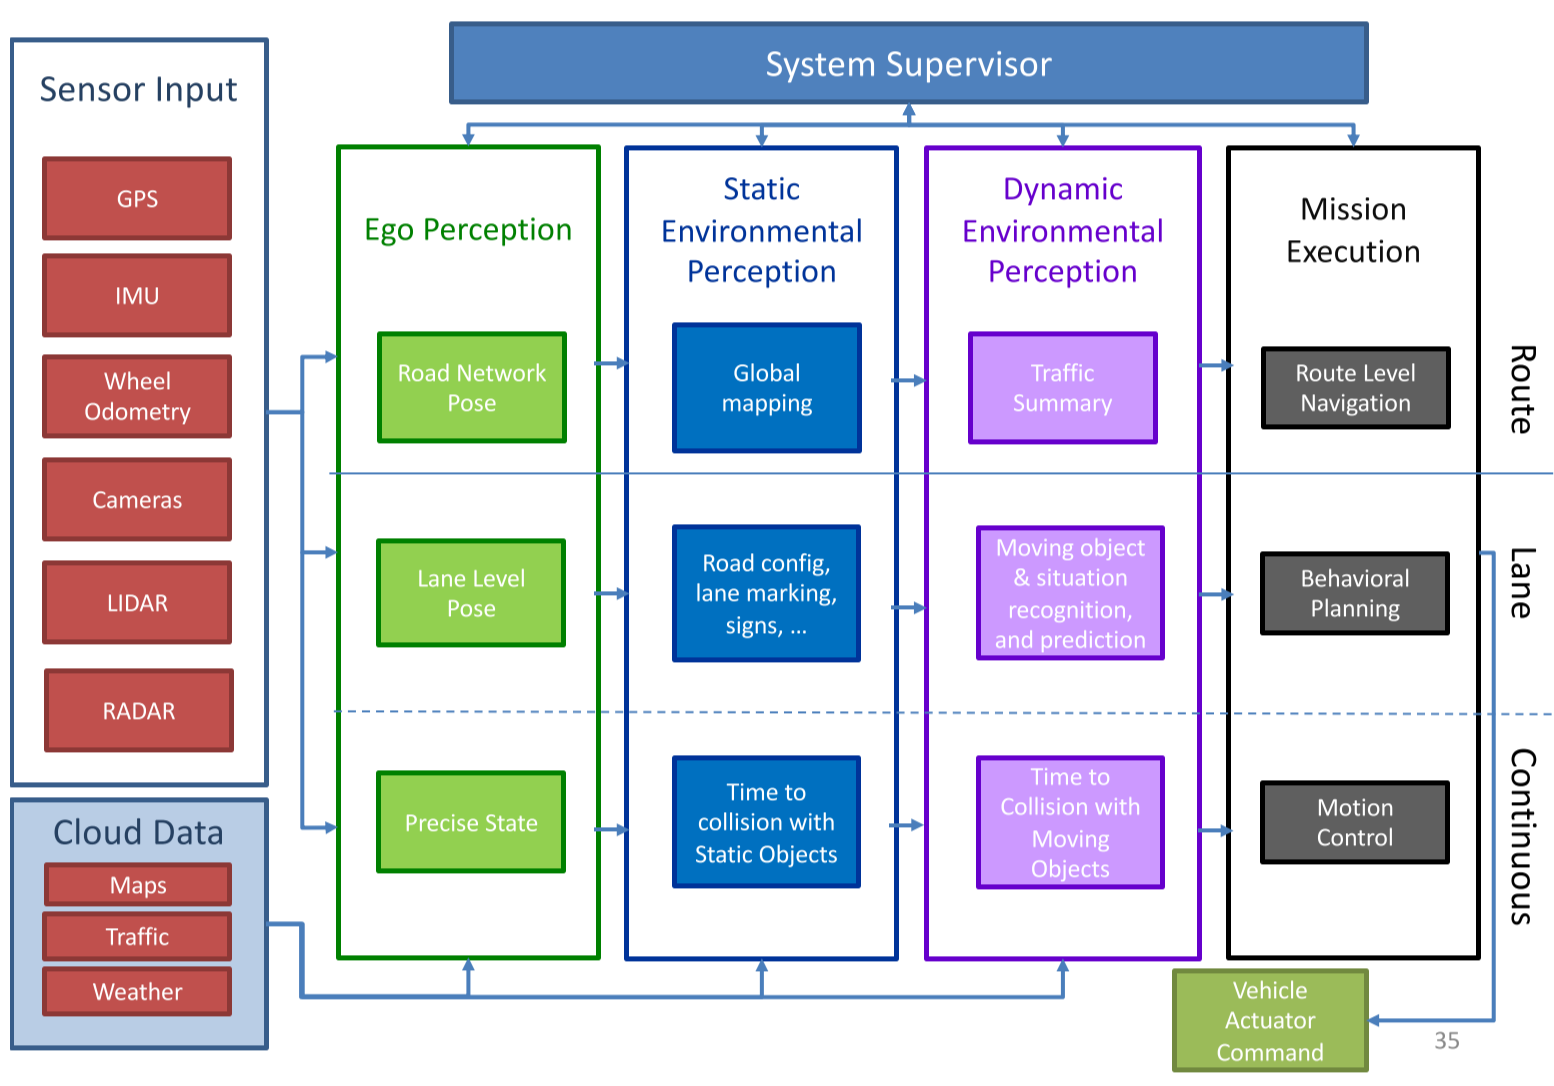 System Supervisor
Sensor Input
GPS
IMU
Wheel
Odometry
Cameras
LIDAR
RADAR
Cloud Data
Maps
Traffic
Weather
Ego Perception
Road Network
Pose
Lane Level
Pose
Precise State
Static
Environmental
Perception
Global
mapping
Road config,
lane marking,
signs, ...
Time to
collision with
Static Objects
Dynamic
Environmental
Perception
Traffic
Summary
Moving object
& situation
recognition,
and prediction
Time to
Collision with
Moving
Objects
Mission
Execution
Route Level
Navigation
Behavioral
Planning
Motion
Control
Route
Lane
Continuous
Vehicle
Actuator
Command
35